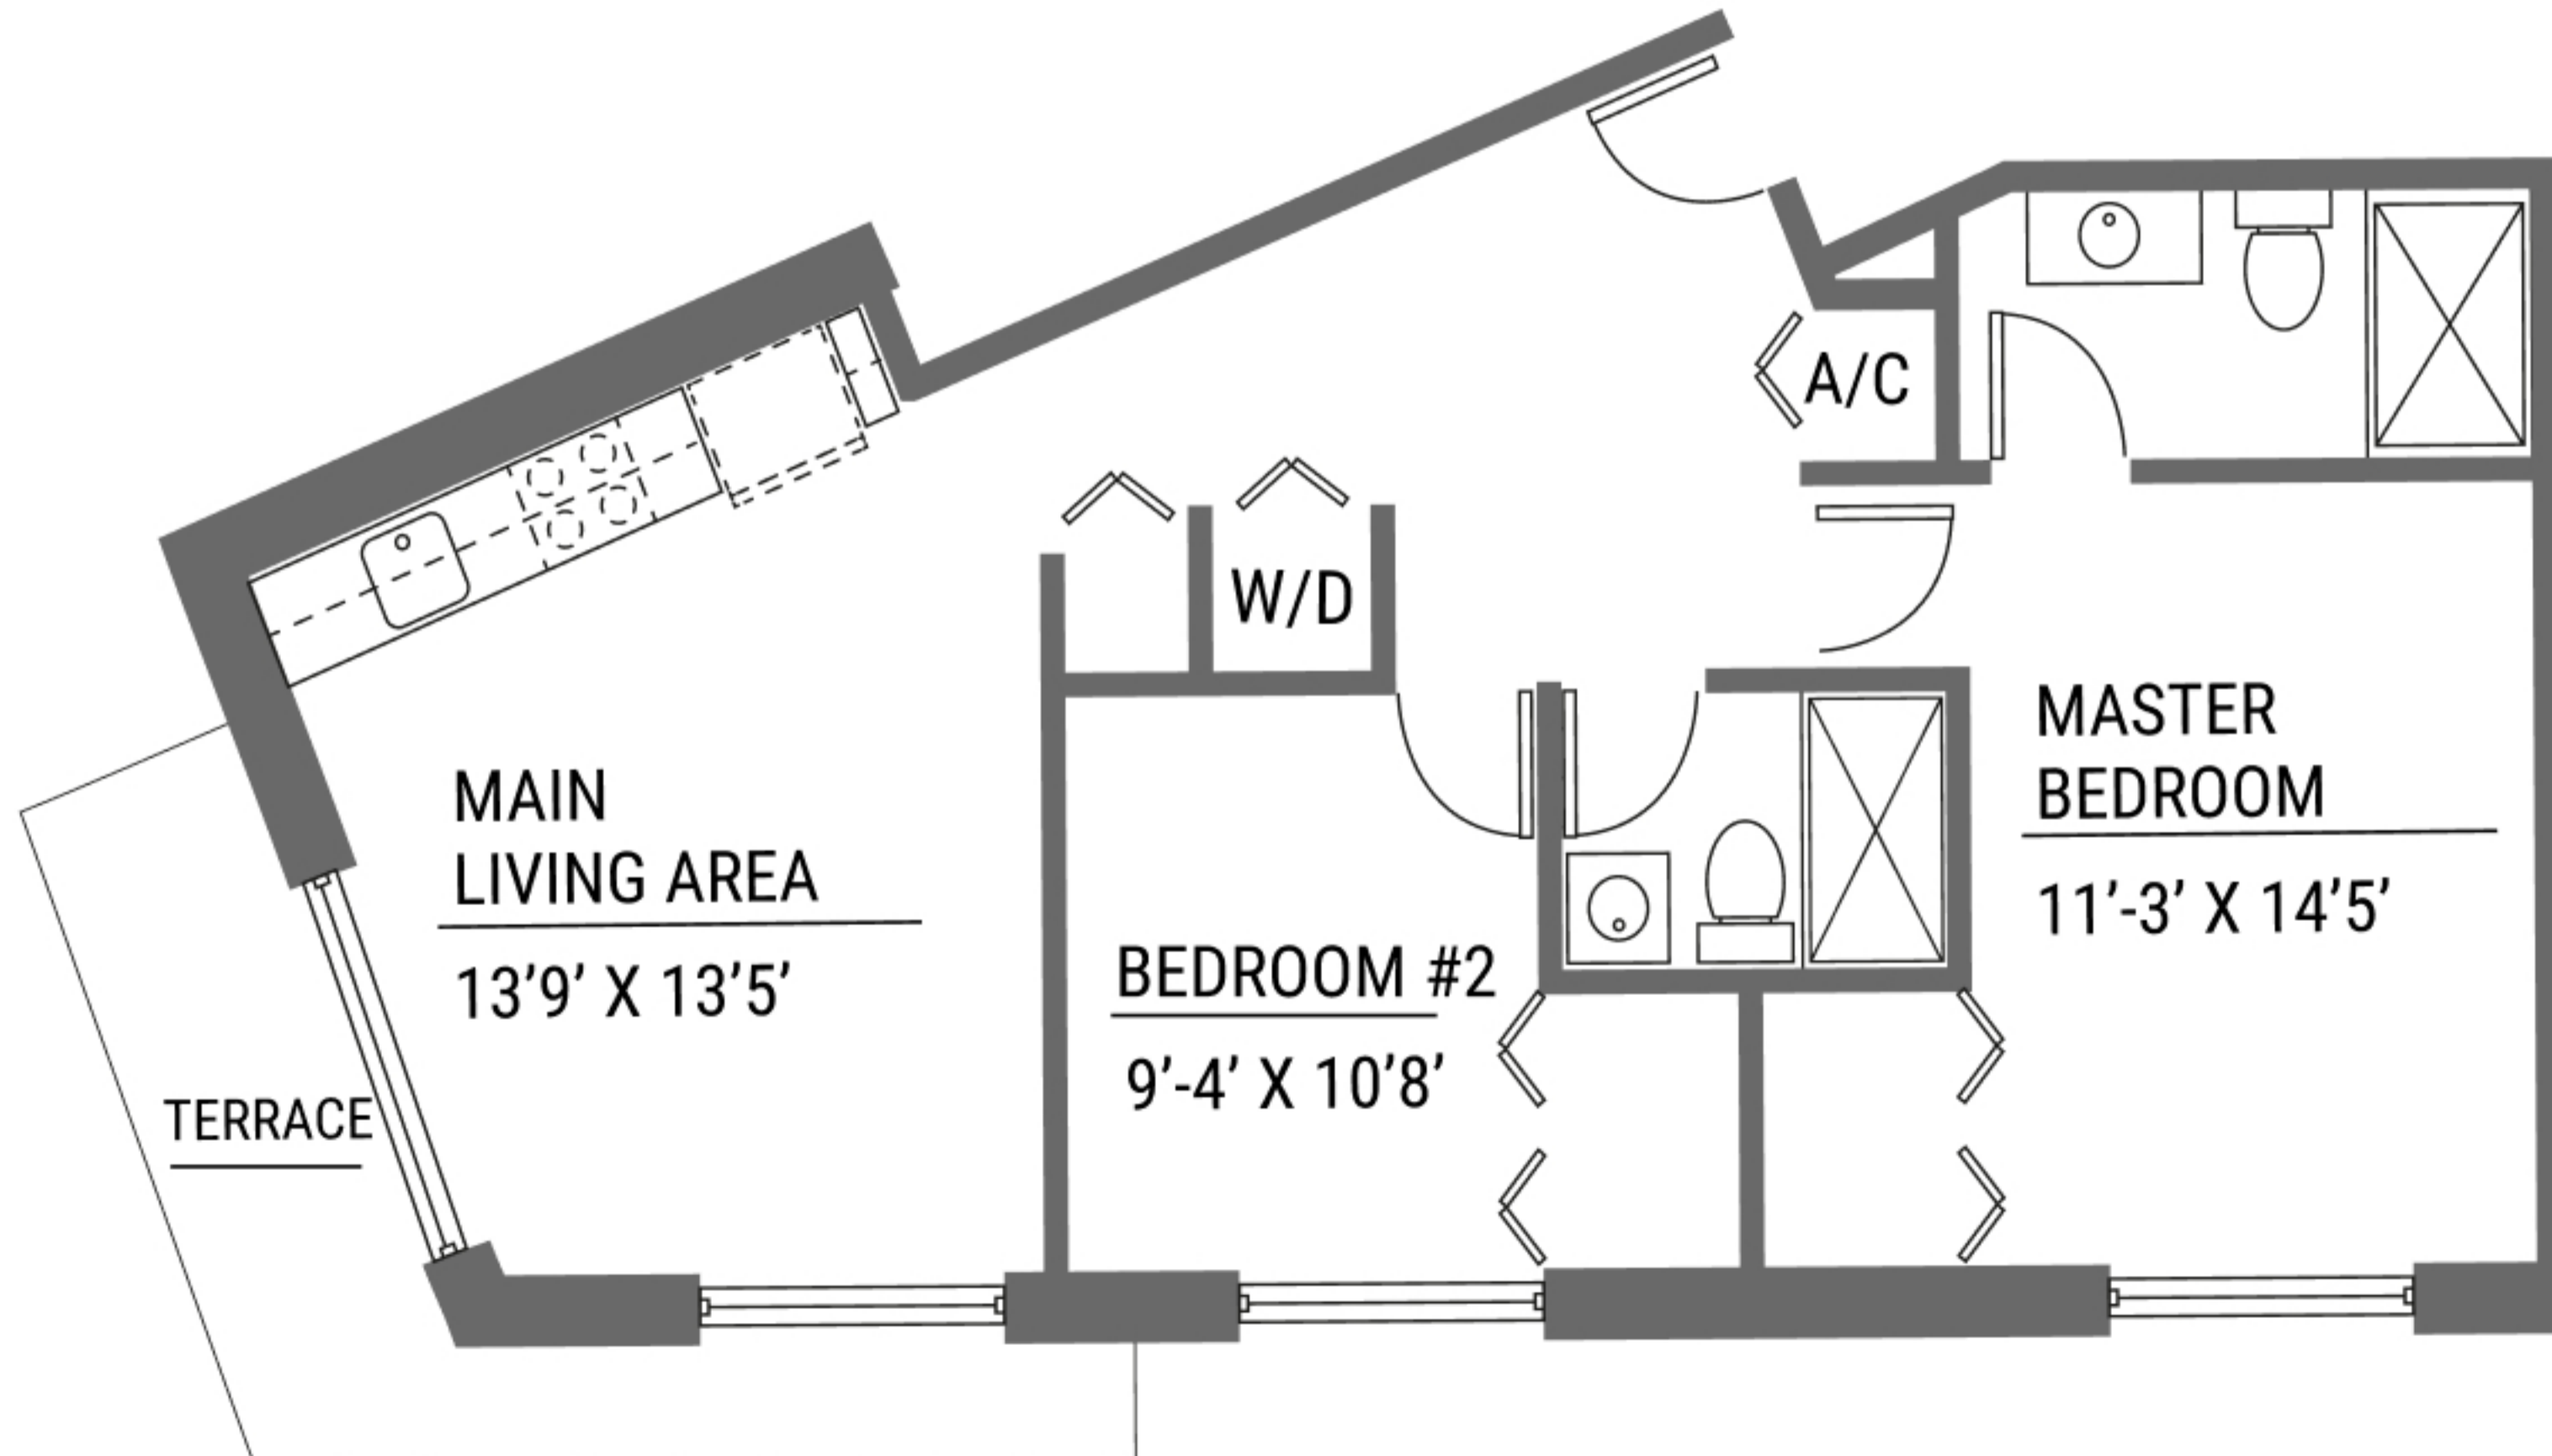 A/C
W/D
MAIN
LIVING AREA
13’9’ X 13’5’
TERRACE
BEDROOM #2
9’-4’ X 10’8’
MASTER
BEDROOM
11’-3’ X 14’5’